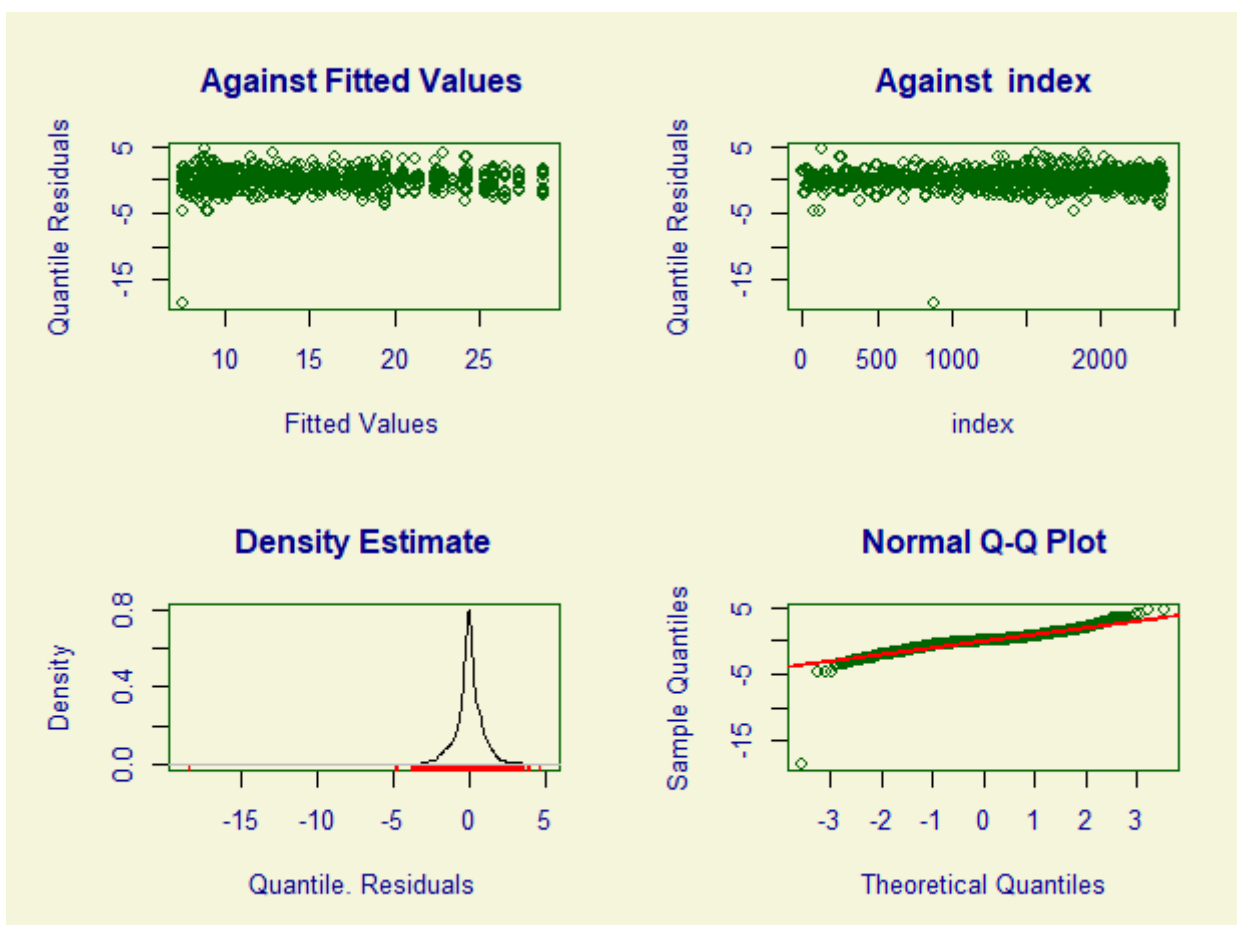 Against Fitted Values
Quantile Residuals
5
-5
-15
10 15 20 25
Fitted Values
Against index
Quantile Residuals
5
-5
-15
0 500 1000 2000
index
Density Estimate
Density
0.8
0.4
0.0
-15 -10 -5 0 5
Quantile. Residuals
Normal Q-Q Plot
Sample Quantiles
5
-5
-15
-3 -2 -1 0 1 2 3
Theoretical Quantiles